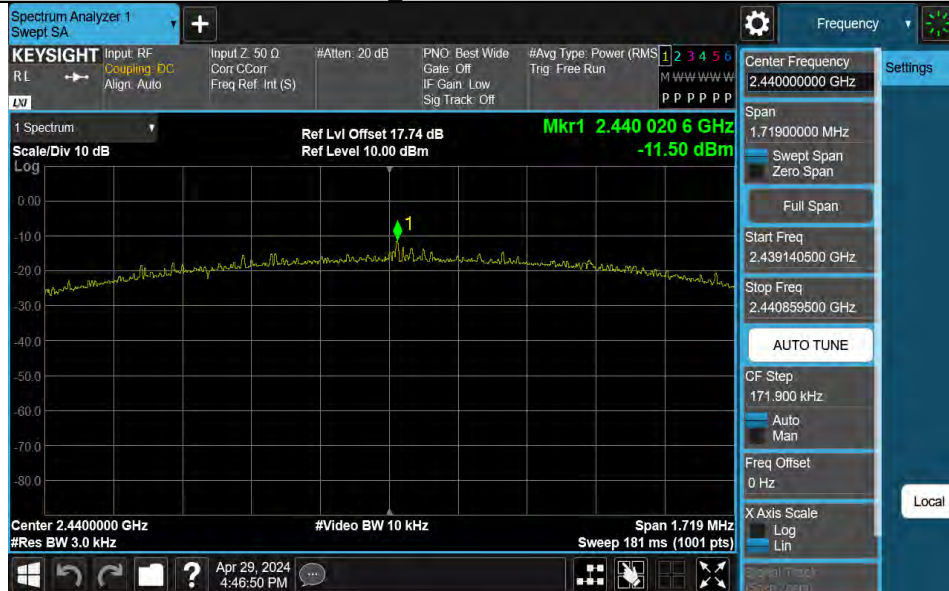 Spectrum Analyzer 1
Swept SA
Frequency
KEYSIGHT
Input: RF
Input Z: 50 Ω
#Atten: 20 dB
PNO: Best Wide
#Avg Type: Power (RMS
1 2 3 4 5 6
RL
Coupling: DC
Corr CCorr
Gate: Off
Trig: Free Run
M W W W W W
Align: Auto
Freq Ref: Int (S)
IF Gain: Low
LXI
Sig Track: Off
P P P P P P
1 Spectrum
Ref Lvl Offset 17.74 dB
Mkr1 2.440 020 6 GHz
Scale/Div 10 dB
Ref Level 10.00 dBm
-11.50 dBm
Log
1
0.00
-10.0
-20.0
-30.0
-40.0
-50.0
-60.0
-70.0
-80.0
Center 2.4400000 GHz
#Video BW 10 kHz
Span 1.719 MHz
#Res BW 3.0 kHz
Sweep 181 ms (1001 pts)
?
Apr 29, 2024
4:46:50 PM
Center Frequency
2.440000000 GHz
Settings
Span
1.71900000 MHz
Swept Span
Zero Span
Full Span
Start Freq
2.439140500 GHz
Stop Freq
2.440859500 GHz
AUTO TUNE
CF Step
171.900 kHz
Auto
Man
Freq Offset
0 Hz
Local
X Axis Scale
Log
Lin
Signal Track